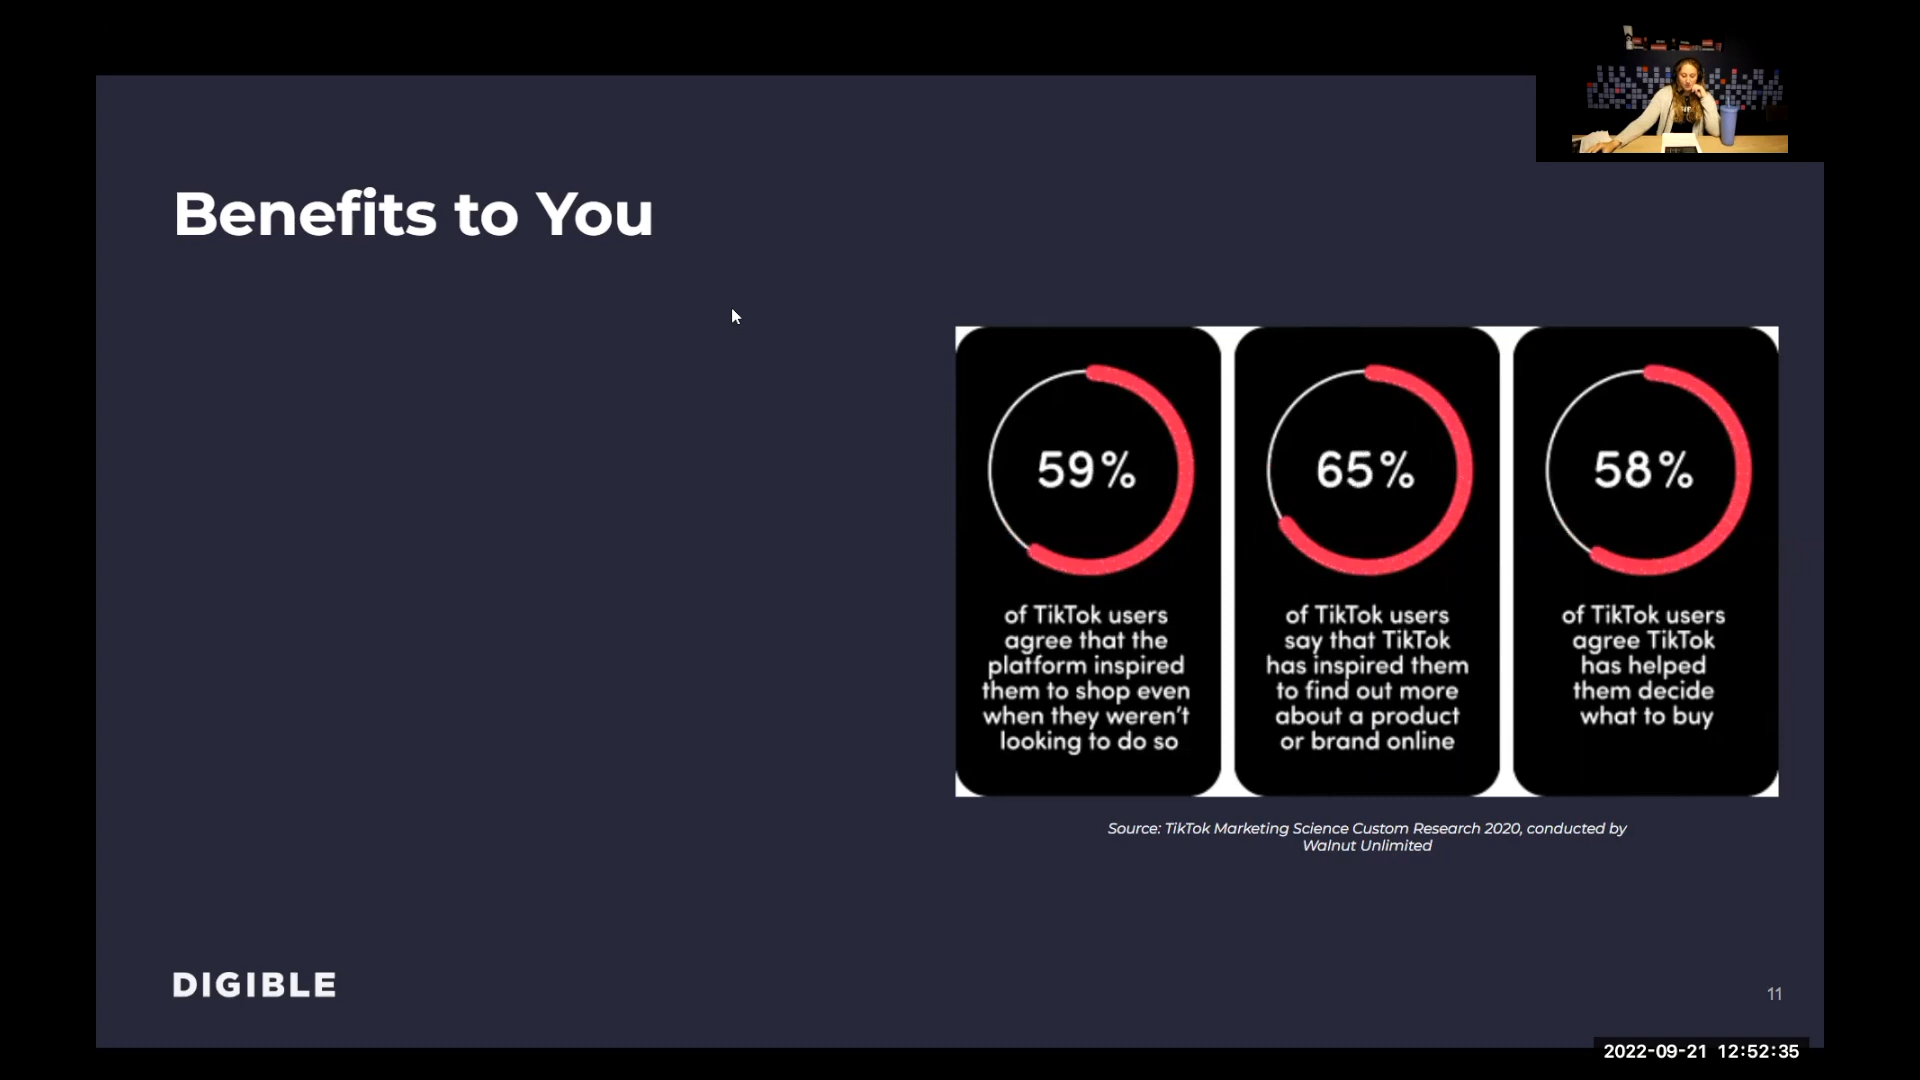 Benefits to You
59%
of TikTok users
agree that the
platform inspired
them to shop even
when they weren't
looking to do so
65%
of TikTok users
say that TikTok
has inspired them
to find out more
about a product
or brand online
58%
of TikTok users
agree TikTok
has helped
them decide
what to buy
Source: TikTok Marketing Science Custom Research 2020, conducted by
Walnut Unlimited
DIGIBLE
11
2022-09-21 12:52:35